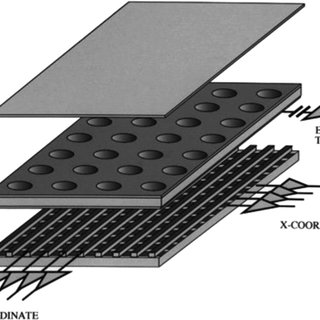 E
T
X-COOR
DINATE